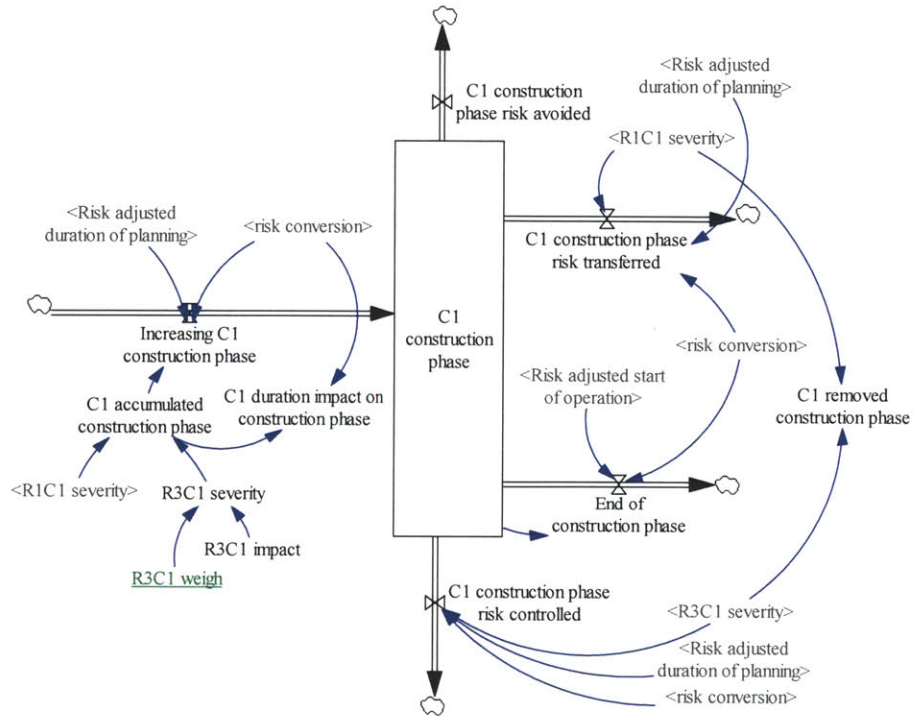 C1 construction
phase risk avoided
<Risk adjusted
duration of planning>
<R1C1 severity>
<Risk adjusted
duration of planning>
<risk conversion>
C1 construction phase
risk transferred
Increasing C1
construction phase
C1
construction
phase
<risk conversion>
<Risk adjusted start
of operation>
C1 accumulated
construction phase
C1 duration impact on
construction phase
C1 removed
construction phase
<R1C1 severity>
R3C1 severity
End of
construction phase
R3C1 impact
R3C1 weigh
C1 construction phase
risk controlled
<R3C1 severity>
<Risk adjusted
duration of planning>
<risk conversion>